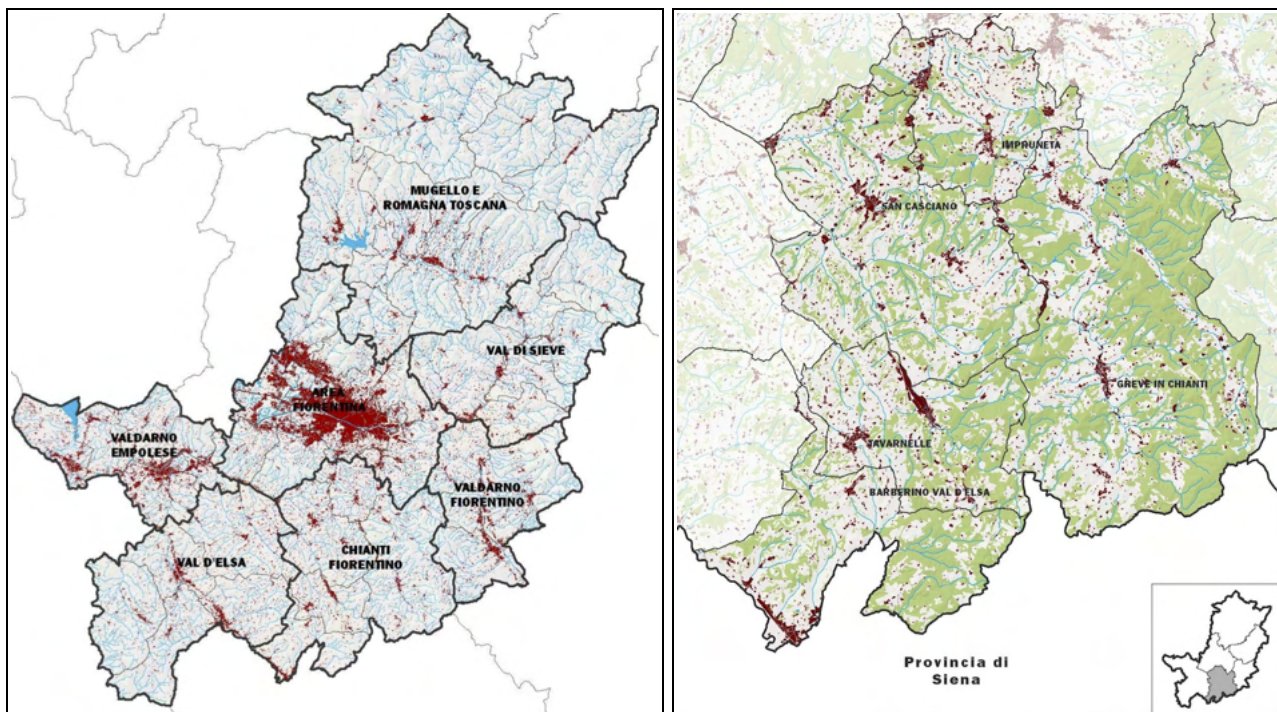 MUGELLO E
ROMAGNA TOSCANA
VAL DI SIEVE
AREA
FIORENTINA
VALDARNO
EMPOLESE
VALDARNO
FIORENTINO
VAL D'ELSA
CHIANTI
FIORENTINO
IMPRUNETA
SAN CASCIANO
GREVE IN CHIANTI
TAVARNELLE
BARBERINO VAL D'ELSA
Provincia di
Siena